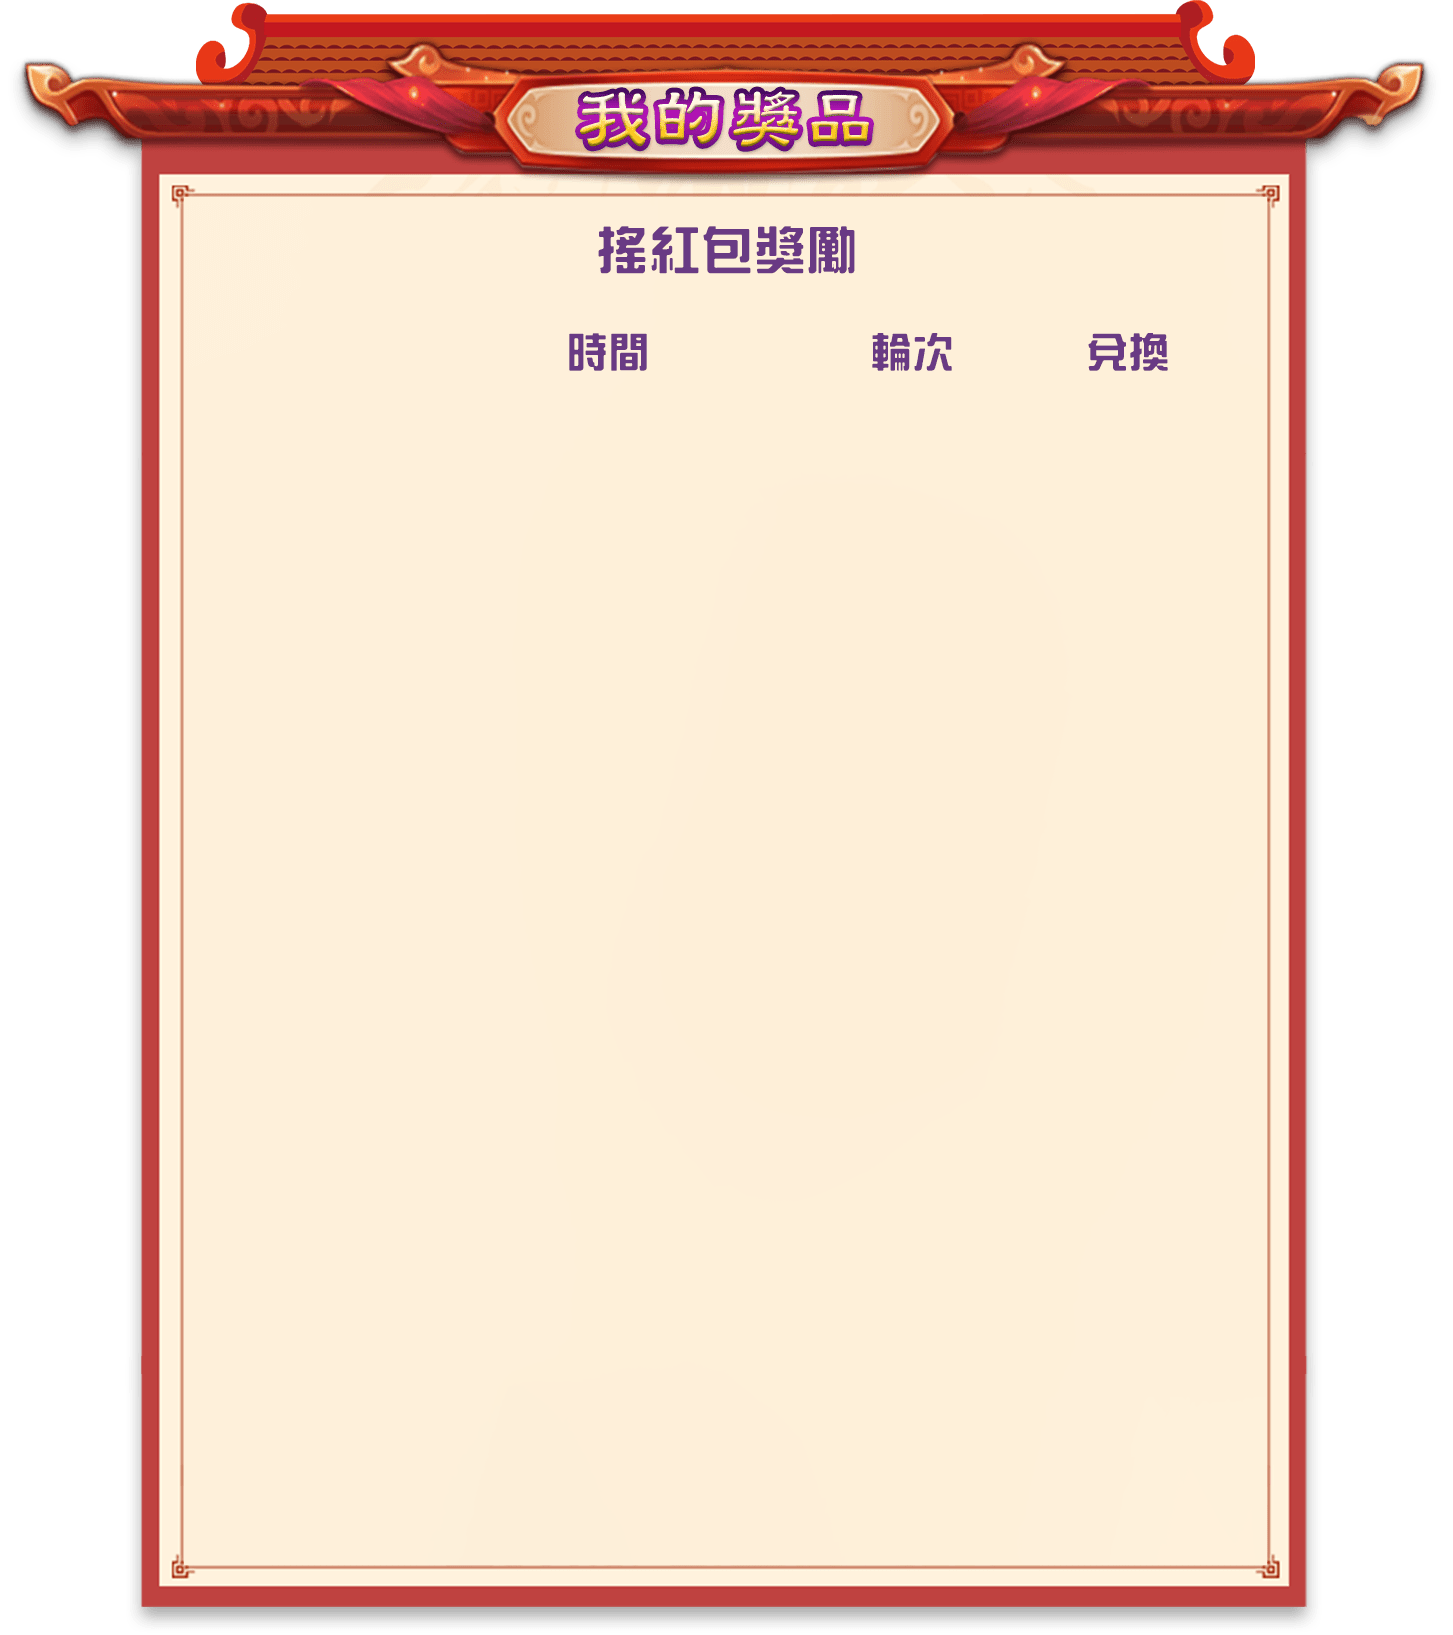 我的獎品
搖紅包獎勵
時間 輪次 兌換